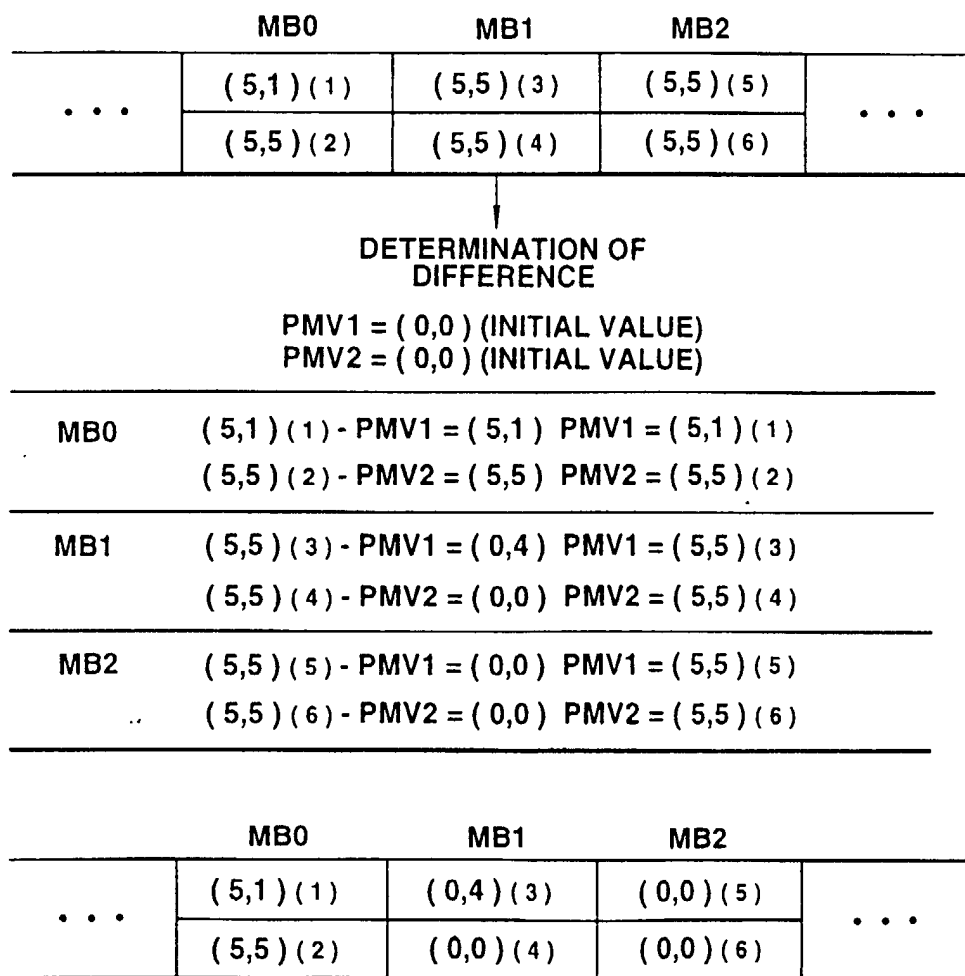 MB0 MB1 MB2
( 5,1 ) ( 1 ) ( 5,5 ) ( 3 ) ( 5,5 ) ( 5 )
• • • • • •
( 5,5 ) ( 2 ) ( 5,5 ) ( 4 ) ( 5,5 ) ( 6 )
DETERMINATION OF
DIFFERENCE
PMV1 = ( 0,0 ) (INITIAL VALUE)
PMV2 = ( 0,0 ) (INITIAL VALUE)
MB0 ( 5,1 ) ( 1 ) - PMV1 = ( 5,1 ) PMV1 = ( 5,1 ) ( 1 )
( 5,5 ) ( 2 ) - PMV2 = ( 5,5 ) PMV2 = ( 5,5 ) ( 2 )
MB1 ( 5,5 ) ( 3 ) - PMV1 = ( 0,4 ) PMV1 = ( 5,5 ) ( 3 )
( 5,5 ) ( 4 ) - PMV2 = ( 0,0 ) PMV2 = ( 5,5 ) ( 4 )
MB2 ( 5,5 ) ( 5 ) - PMV1 = ( 0,0 ) PMV1 = ( 5,5 ) ( 5 )
( 5,5 ) ( 6 ) - PMV2 = ( 0,0 ) PMV2 = ( 5,5 ) ( 6 )
MB0 MB1 MB2
( 5,1 ) ( 1 ) ( 0,4 ) ( 3 ) ( 0,0 ) ( 5 )
• • • • • •
( 5,5 ) ( 2 ) ( 0,0 ) ( 4 ) ( 0,0 ) ( 6 )